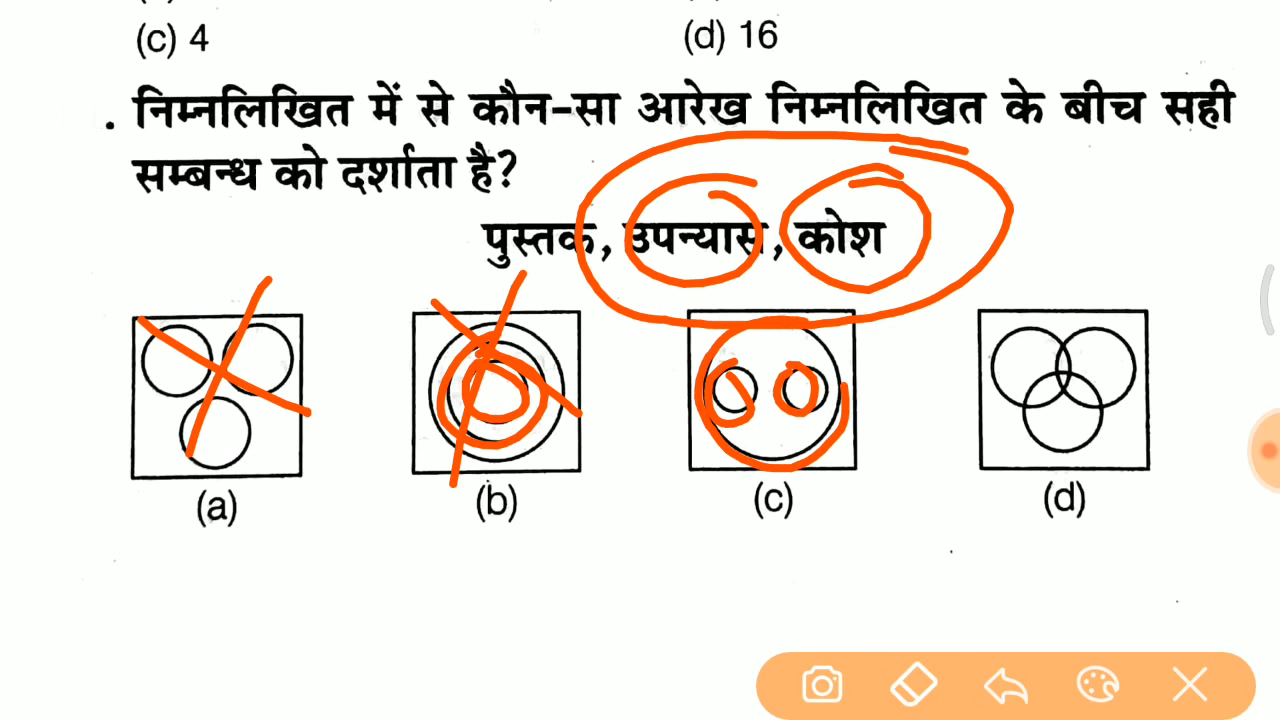 (c) 4 (d) 16
. निम्नलिखित में से कौन-सा आरेख निम्नलिखित के बीच सही
सम्बन्ध को दर्शाता है?
पुस्तक, उपन्यास, कोश
(a) (b) (c) (d)